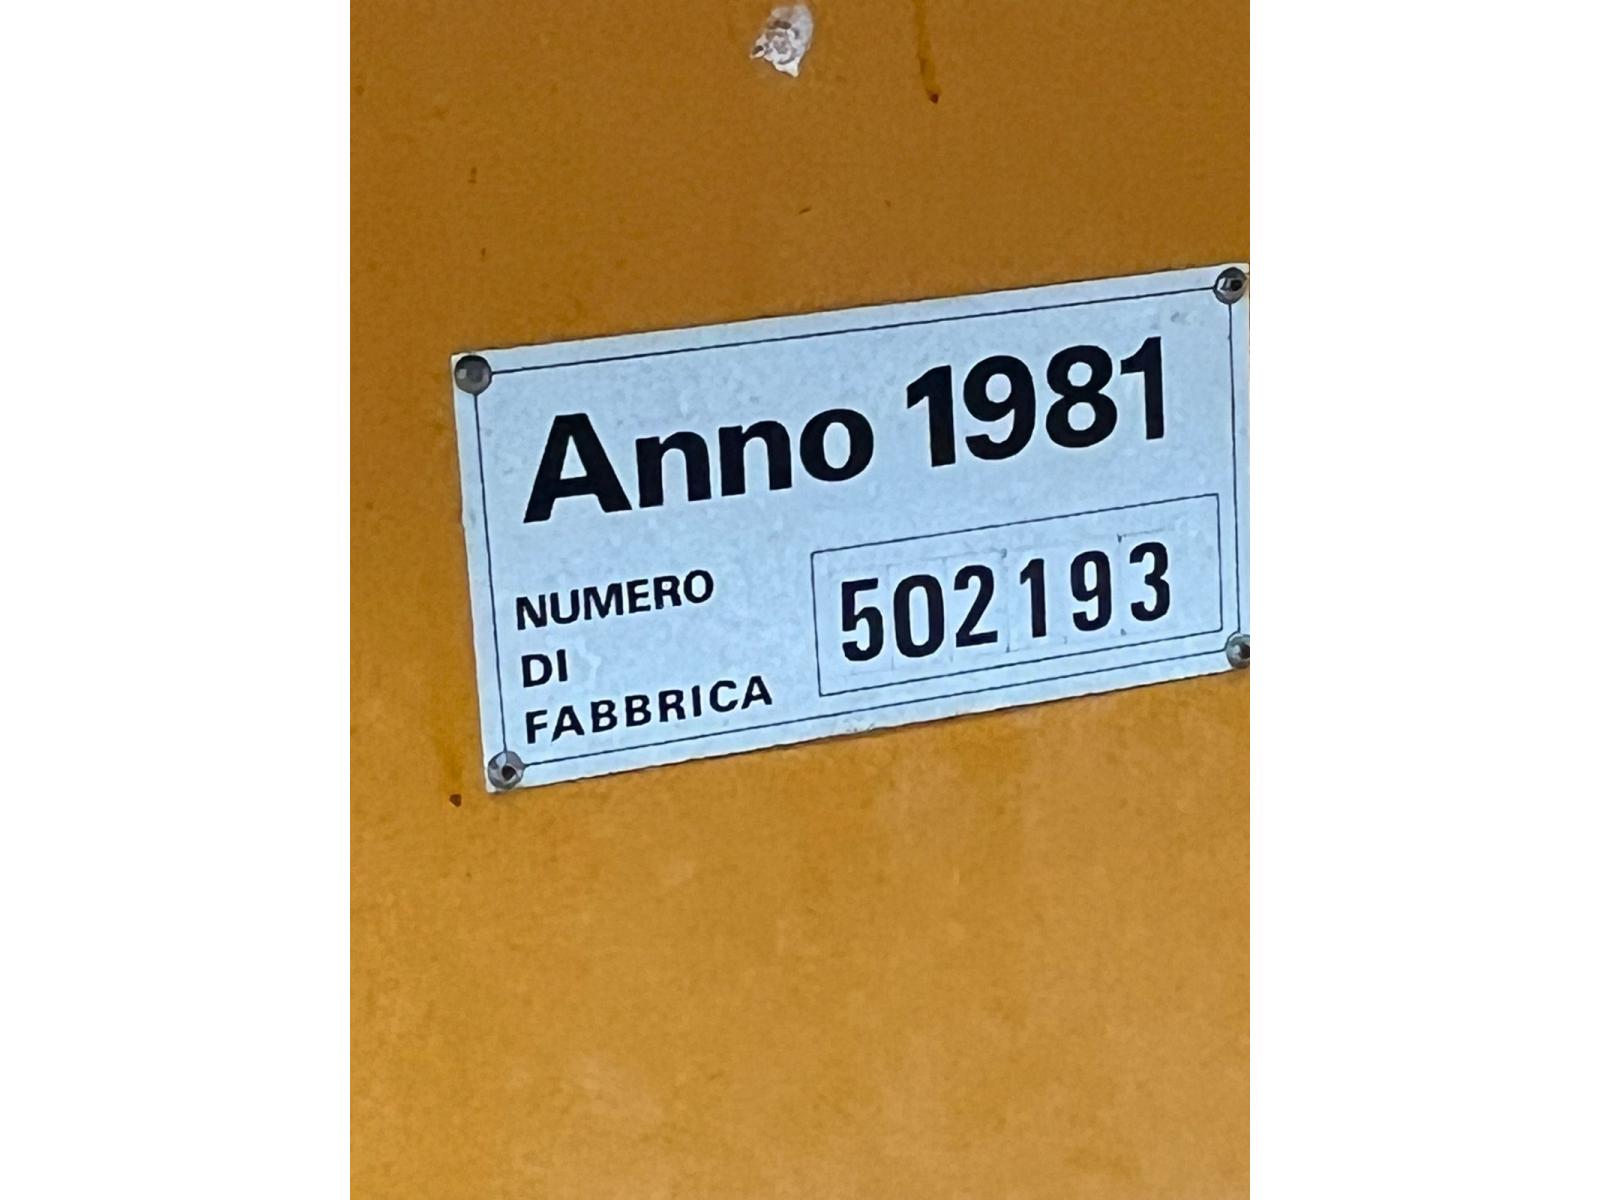 Anno 1981
NUMERO
DI
FABBRICA
502193